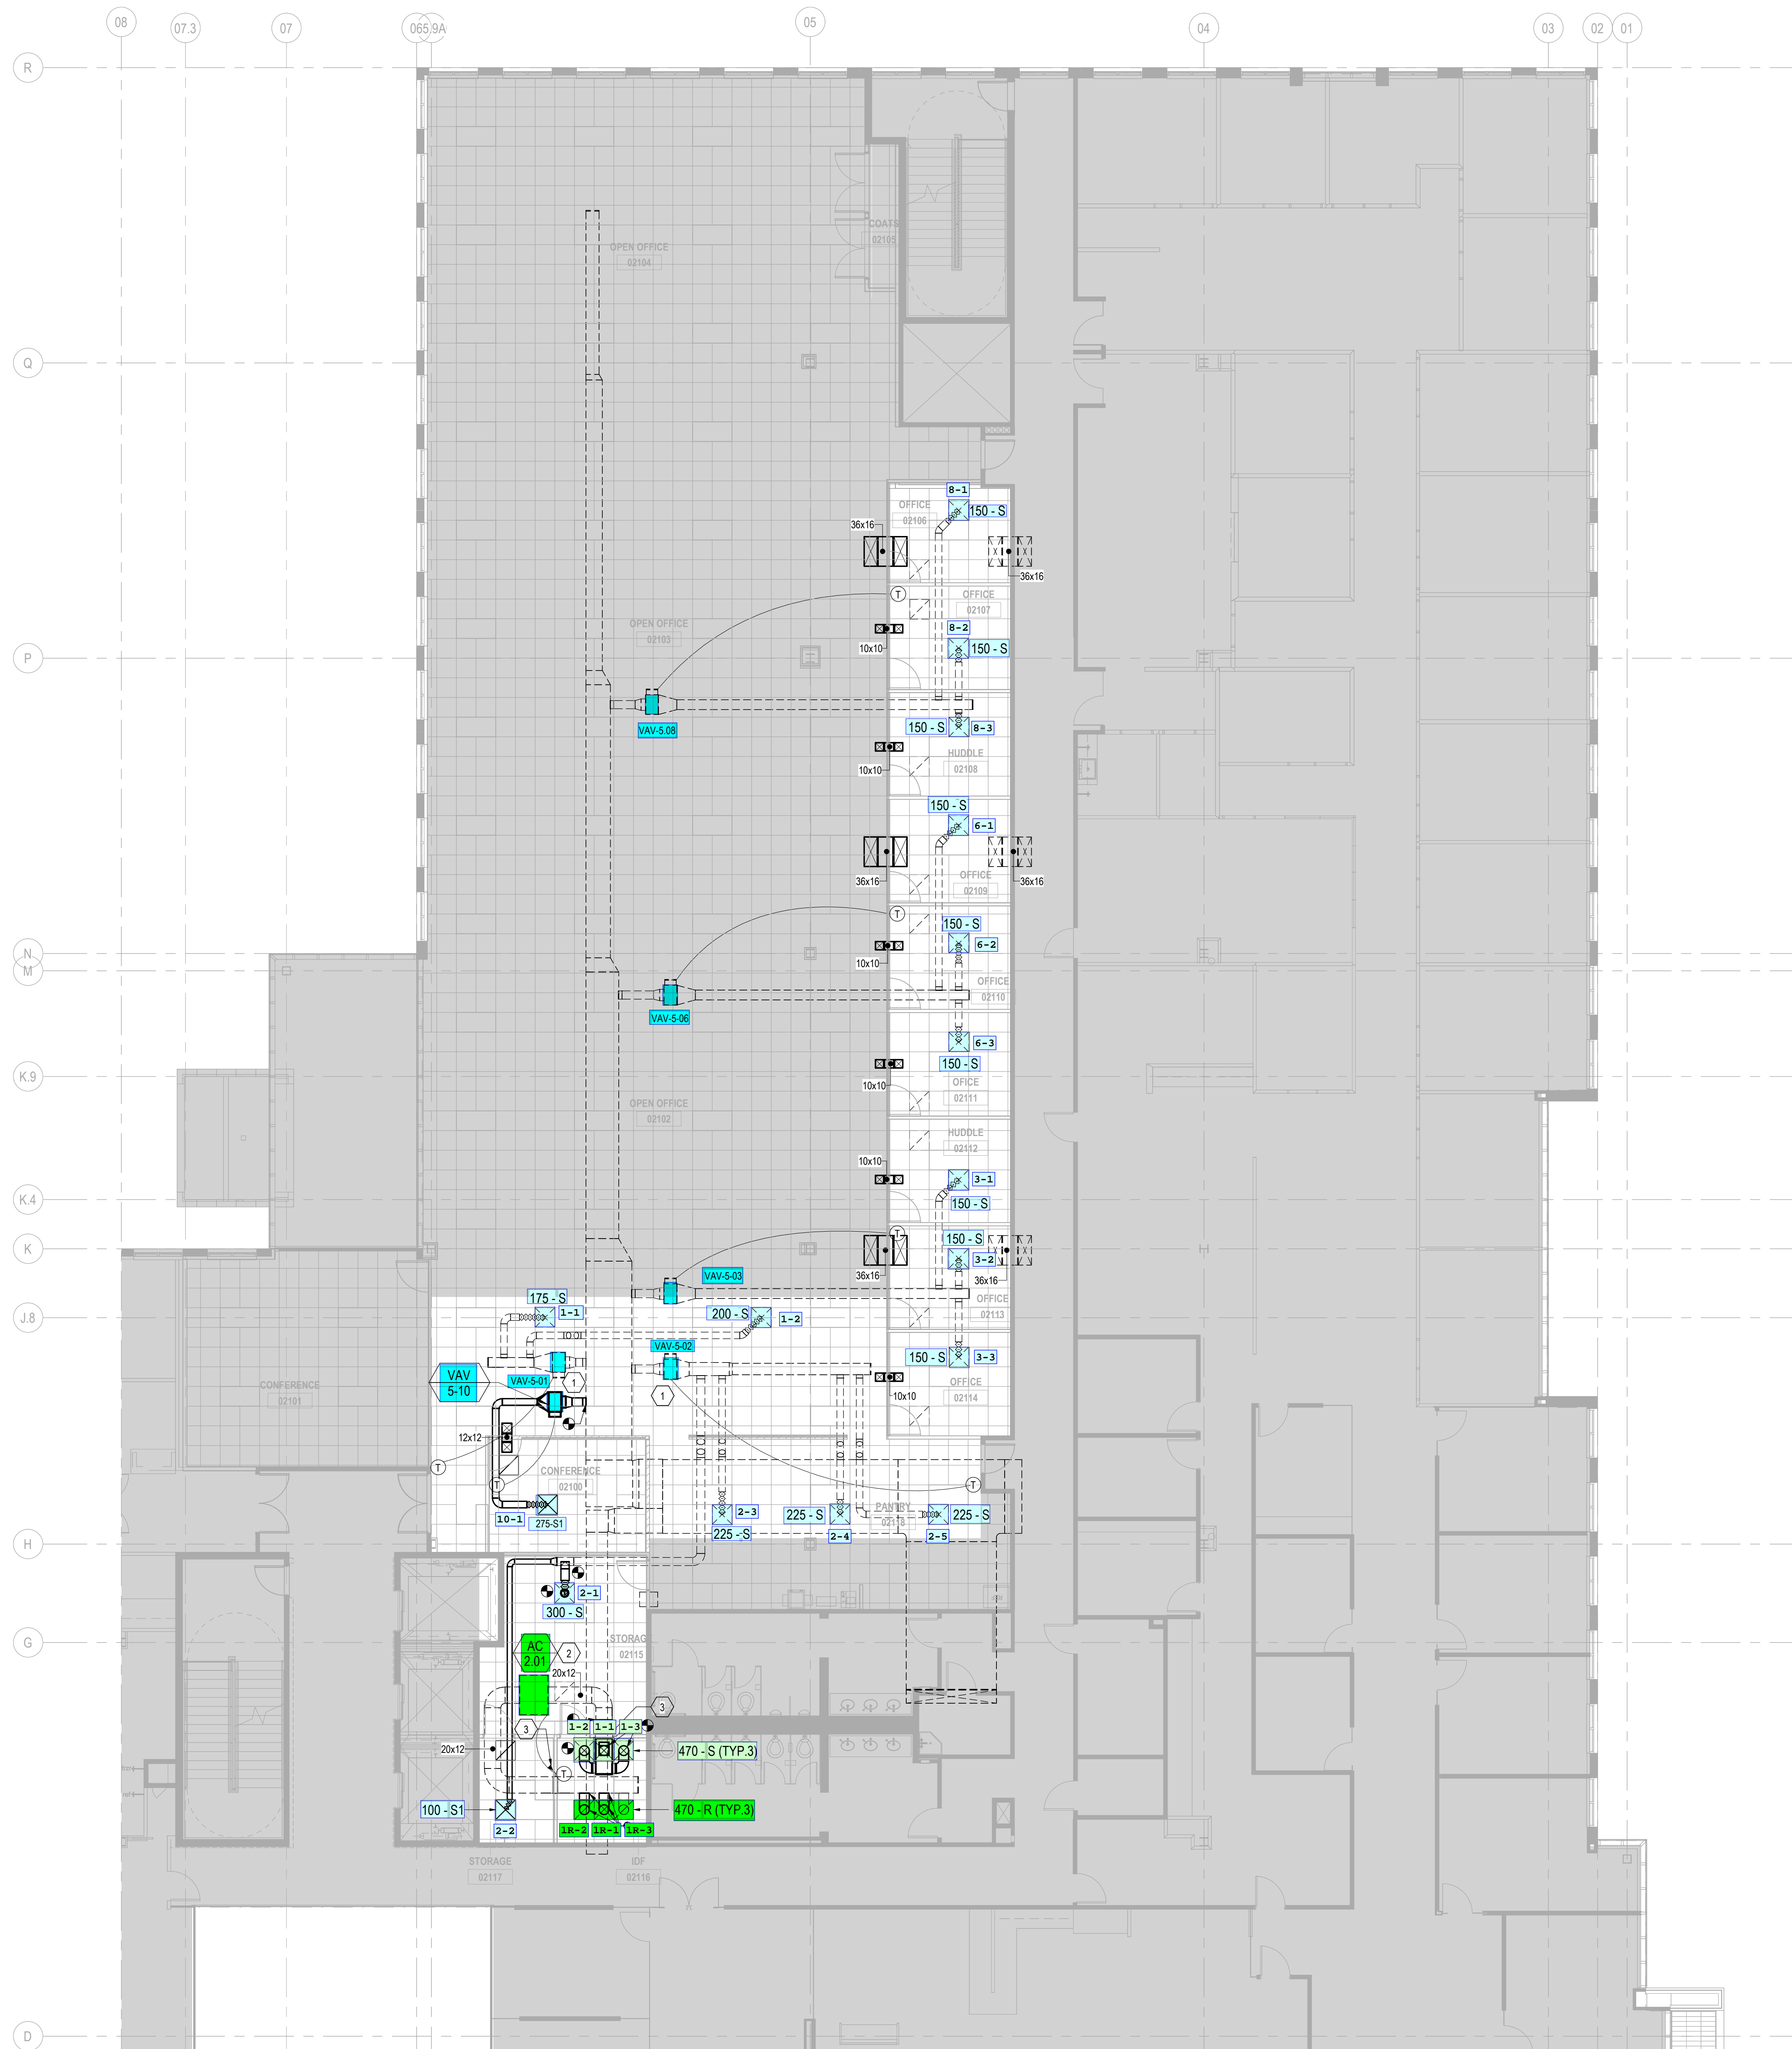 08
07.3
07
06
5.9A
05
04
03
02
01
R
OPEN OFFICE
02104
COATS
02105
Q
8-1
OFFICE
02106
150 - S
36x16
36x16
T
OFFICE
02107
OPEN OFFICE
02103
8-2
10x10
150 - S
P
VAV-5.08
150 - S
8-3
HUDDLE
02108
10x10
150 - S
6-1
OFFICE
02109
36x16
36x16
T
150 - S
6-2
N
M
10x10
OFFICE
02110
VAV-5-06
6-3
150 - S
K.9
10x10
OFICE
02111
OPEN OFFICE
02102
HUDDLE
02112
10x10
3-1
150 - S
K.4
T
150 - S
3-2
K
36x16
36x16
VAV-5-03
175 - S
1-1
200 - S
1-2
OFFICE
02113
J.8
VAV-5-02
150 - S
3-3
VAV
5-10
VAV-5-01
1
1
OFFICE
02114
10x10
CONFERENCE
02101
12x12
T
T
T
CONFERENCE
02100
PANTRY
02118
10-1
275-S1
2-3
225 - S
225 - S
2-4
225 - S
2-5
H
2-1
300 - S
G
AC
2.01
2
STORAG
02115
20x12
3
3
1-2
1-1
1-3
20x12
470 - S (TYP.3)
T
100 - S1
2-2
470 - R (TYP.3)
1R-2
1R-1
1R-3
STORAGE
02117
IDF
02116
D